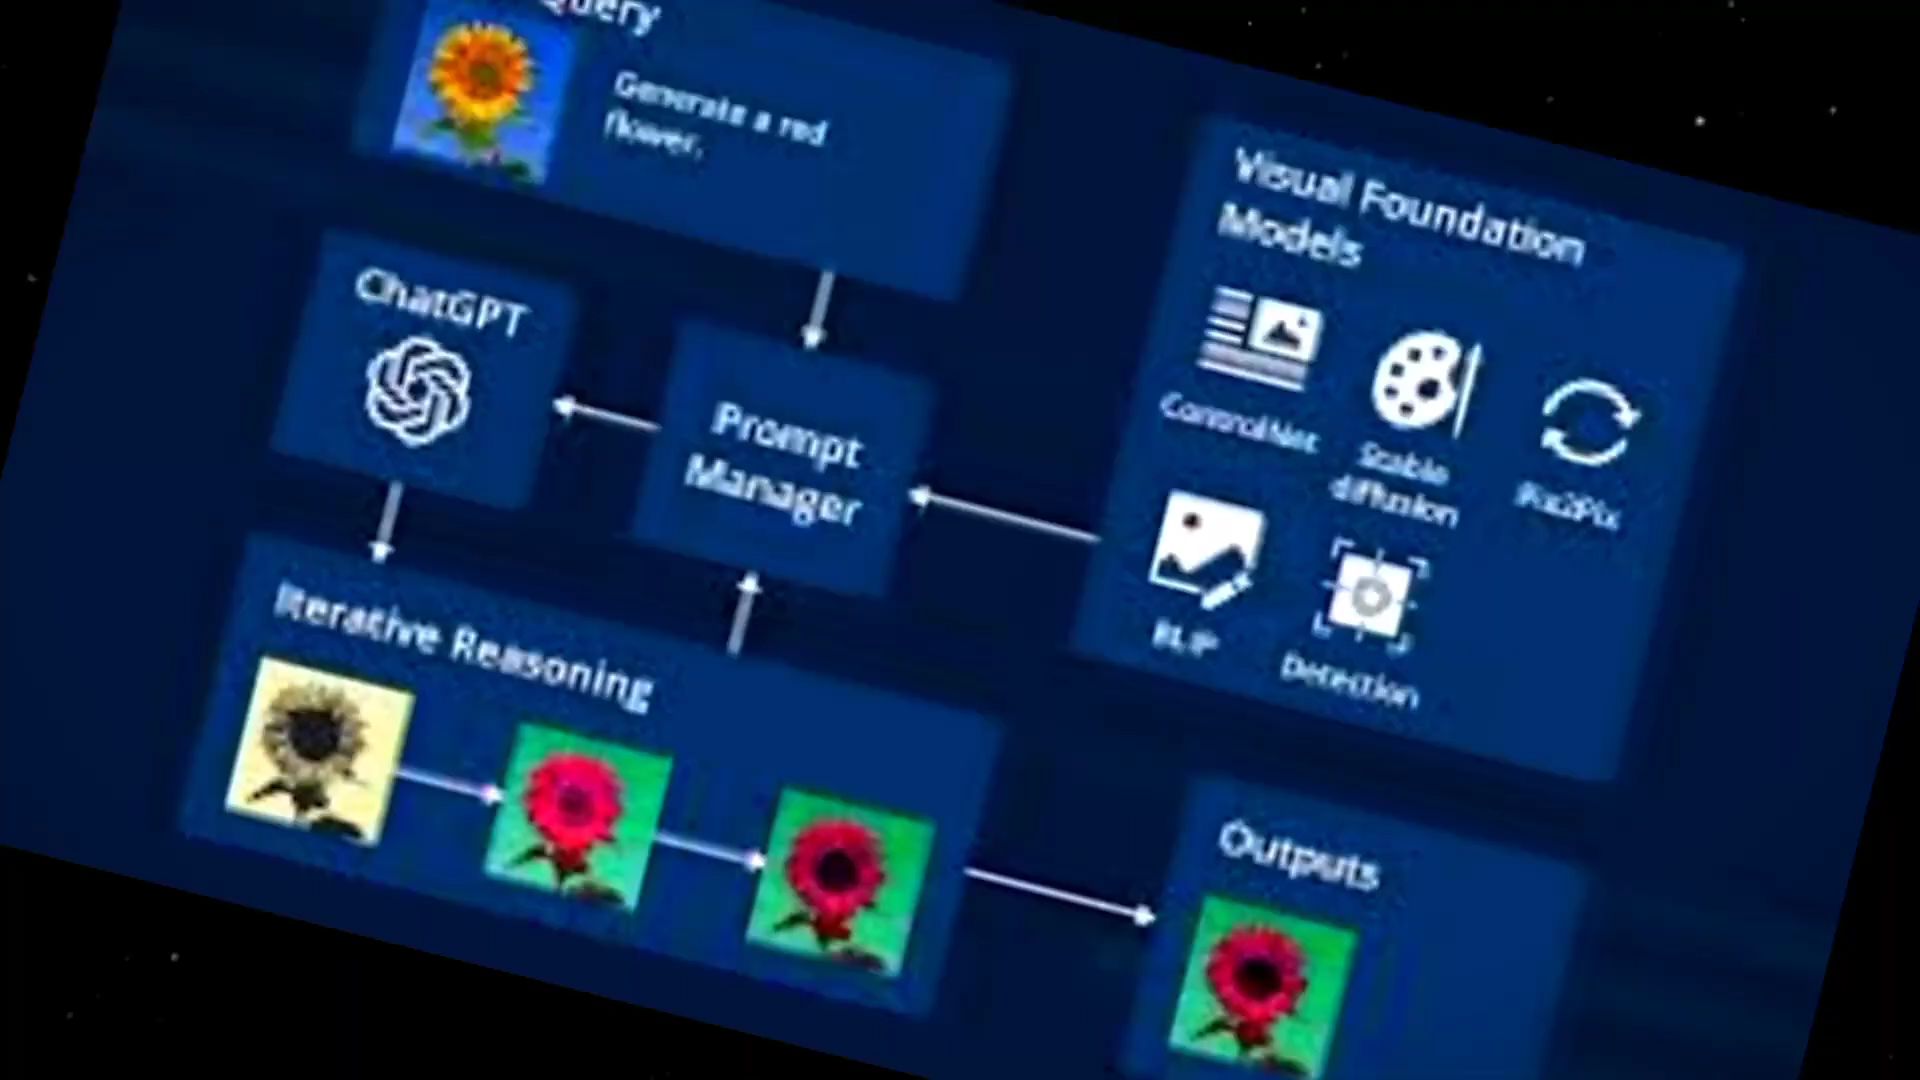 Query
Generate a red
flower.
Visual Foundation
Models
ChatGPT
Prompt
Manager
ControlNet
Stable
diffusion
Pix2Pix
BLIP
Detection
Iterative Reasoning
Outputs